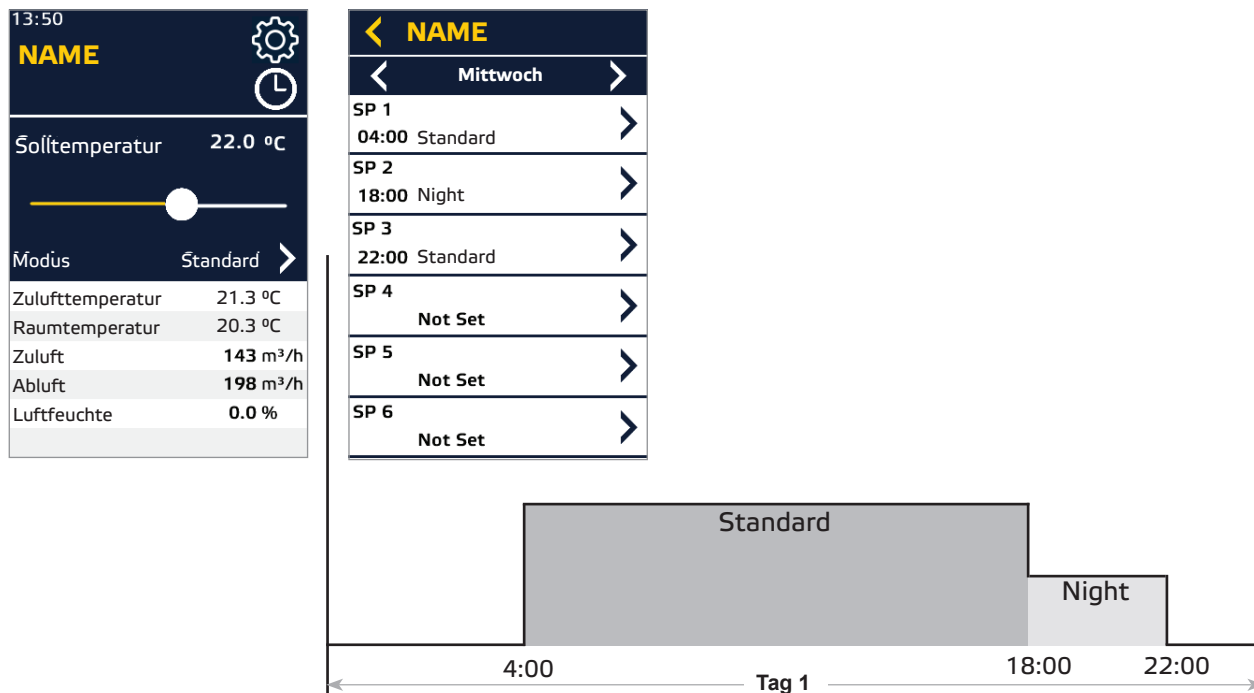 13:50
NAME
Solltemperatur 22.0 ºC
Modus Standard
Zulufttemperatur 21.3 ºC
Raumtemperatur 20.3 ºC
Zuluft 143 m³/h
Abluft 198 m³/h
Luftfeuchte 0.0 %
NAME
Mittwoch
SP 1
04:00 Standard
SP 2
18:00 Night
SP 3
22:00 Standard
SP 4
Not Set
SP 5
Not Set
SP 6
Not Set
Standard
Night
4:00 18:00 22:00
Tag 1